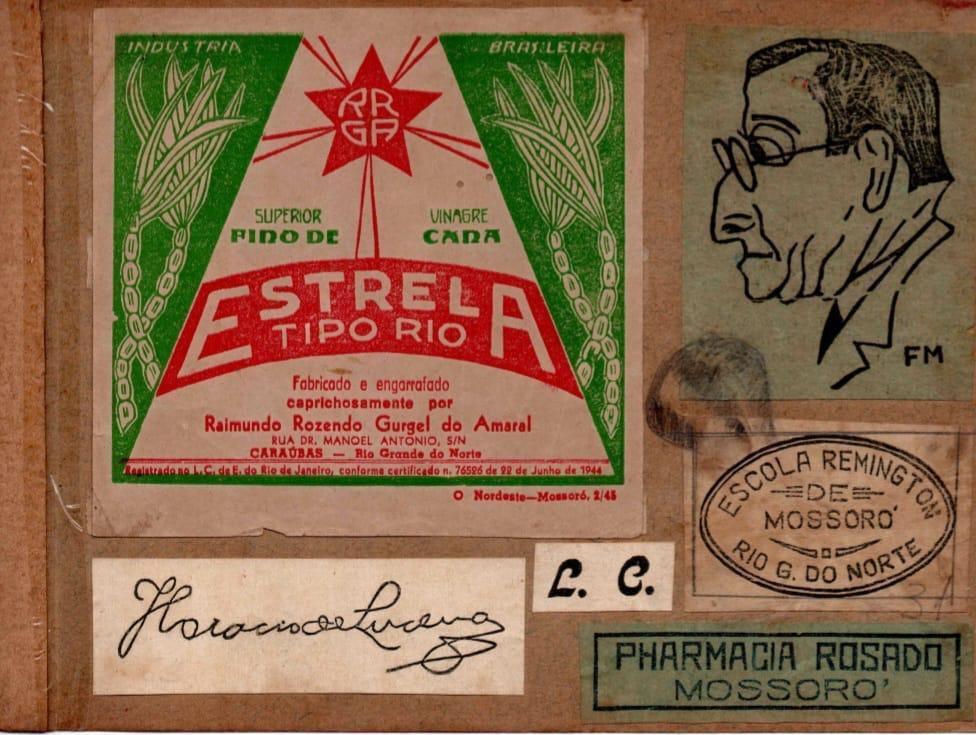 INDUSTRIA BRASILEIRA
RR
GA
SUPERIOR VINAGRE
FINO DE CANA
ESTRELA
TIPO RIO
Fabricado e engarrafado
caprichosamente por
Raimundo Rozendo Gurgel do Amaral
RUA DR. MANOEL ANTONIO, S/N
CARAÚBAS — Rio Grande do Norte
Registrado no L. C. de E. do Rio de Janeiro, conforme certificado n. 76526 de 22 de Junho de 1944
O Nordeste—Mossoró, 2/45
FM
ESCOLA REMINGTON
DE
MOSSORO'
RIO G. DO NORTE
31
Horacio de Lucena
L. C.
PHARMACIA ROSADO
MOSSORO'